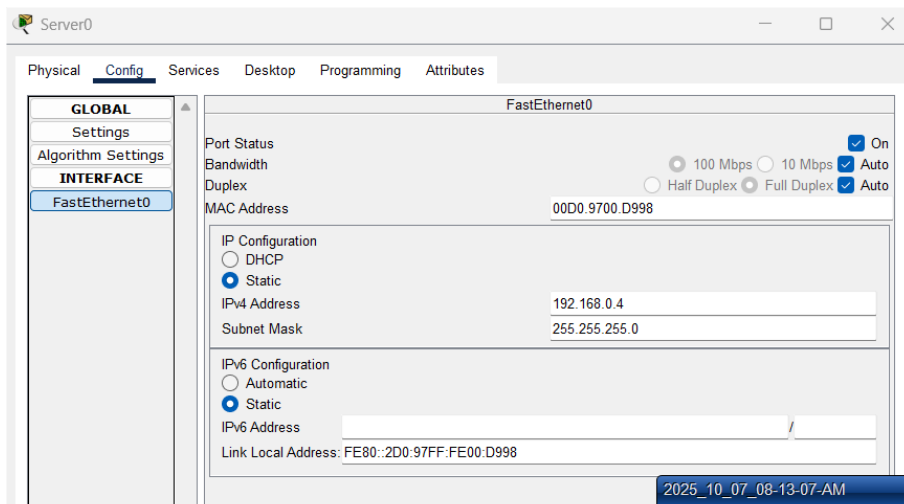 Server0
Physical Config Services Desktop Programming Attributes
GLOBAL
Settings
Algorithm Settings
INTERFACE
FastEthernet0
FastEthernet0
Port Status On
Bandwidth 100 Mbps 10 Mbps Auto
Duplex Half Duplex Full Duplex Auto
MAC Address 00D0.9700.D998
IP Configuration
DHCP
Static
IPv4 Address 192.168.0.4
Subnet Mask 255.255.255.0
IPv6 Configuration
Automatic
Static
IPv6 Address /
Link Local Address: FE80::2D0:97FF:FE00:D998
2025_10_07_08-13-07-AM